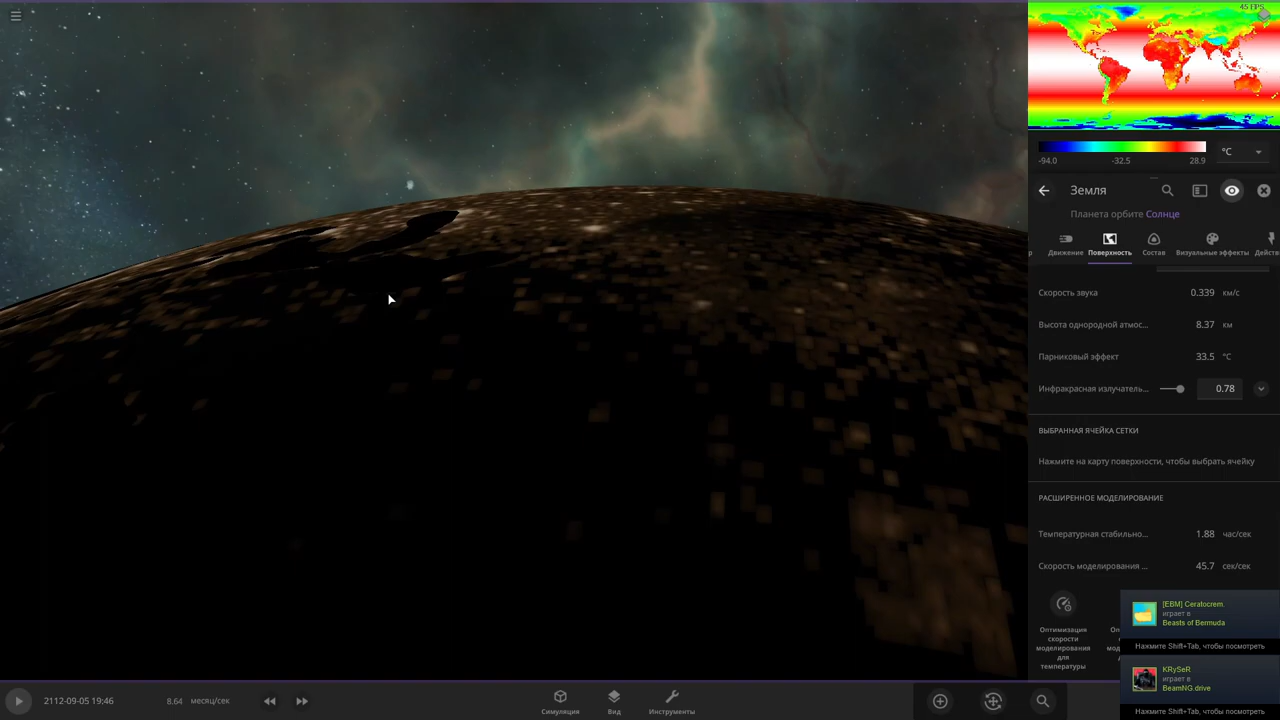 45 FPS
-94.0 -32.5 28.9 °C
Земля
Планета орбите Солнце
Движение Поверхность Состав Визуальные эффекты Дейст
Скорость звука 0.339 км/с
Высота однородной атмос... 8.37 км
Парниковый эффект 33.5 °C
Инфракрасная излучатель... 0.78
ВЫБРАННАЯ ЯЧЕЙКА СЕТКИ
Нажмите на карту поверхности, чтобы выбрать ячейку
РАСШИРЕННОЕ МОДЕЛИРОВАНИЕ
Температурная стабильно... 1.88 час/сек
Скорость моделирования ... 45.7 сек/сек
Оптимизация
скорости
моделирования
для
температуры
[EBM] Ceratocrem.
играет в
Beasts of Bermuda
Нажмите Shift+Tab, чтобы посмотреть
KRySeR
играет в
BeamNG.drive
Нажмите Shift+Tab, чтобы посмотреть
2112-09-05 19:46 8.64 месяц/сек
Симуляция Вид Инструменты